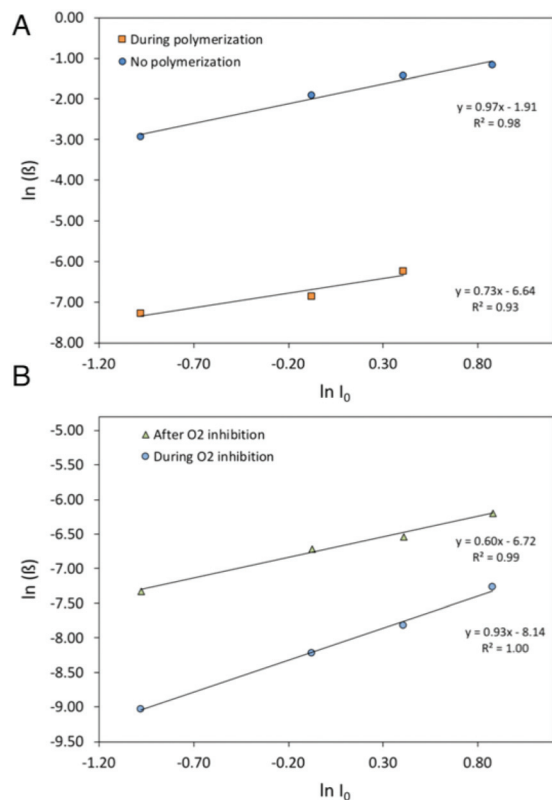 A
0.00
During polymerization
No polymerization
-1.00
-2.00
y = 0.97x - 1.91
R² = 0.98
-3.00
ln (ß)
-4.00
-5.00
-6.00
-7.00
y = 0.73x - 6.64
R² = 0.93
-8.00
-1.20 -0.70 -0.20 0.30 0.80
ln I₀
B
-5.00
After O2 inhibition
-5.50
During O2 inhibition
-6.00
-6.50
y = 0.60x - 6.72
R² = 0.99
-7.00
ln (ß)
-7.50
-8.00
y = 0.93x - 8.14
R² = 1.00
-8.50
-9.00
-9.50
-1.20 -0.70 -0.20 0.30 0.80
ln I₀